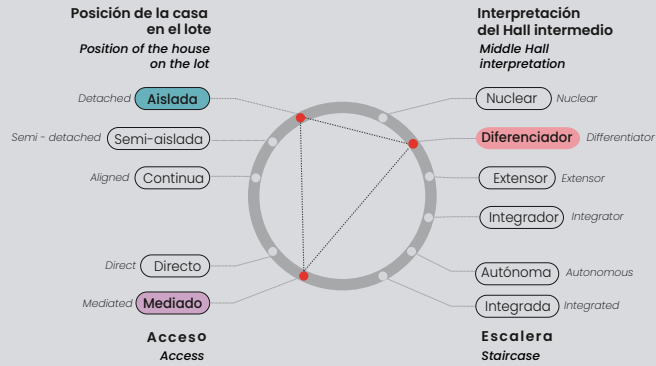 Posición de la casa
en el lote
Position of the house
on the lot
Detached Aislada
Semi - detached Semi-aislada
Aligned Continua
Direct Directo
Mediated Mediado
Acceso
Access
Interpretación
del Hall intermedio
Middle Hall
interpretation
Nuclear Nuclear
Diferenciador Differentiator
Extensor Extensor
Integrador Integrator
Autónoma Autonomous
Integrada Integrated
Escalera
Staircase